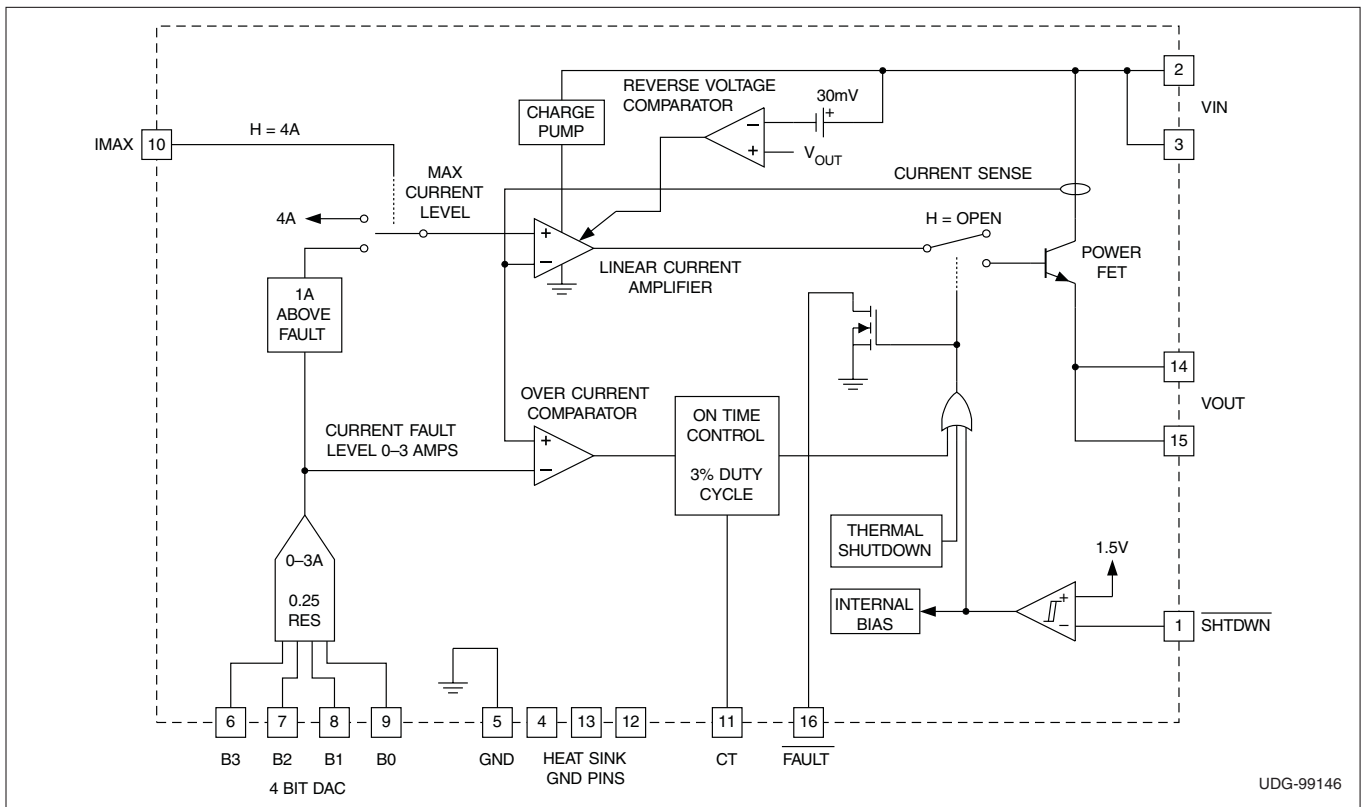 REVERSE VOLTAGE
COMPARATOR
30mV
+
2
VIN
3
CHARGE
PUMP
−
+
VOUT
H = 4A
IMAX
10
MAX
CURRENT
LEVEL
CURRENT SENSE
4A
H = OPEN
+
−
LINEAR CURRENT
AMPLIFIER
POWER
FET
1A
ABOVE
FAULT
14
VOUT
15
OVER CURRENT
COMPARATOR
CURRENT FAULT
LEVEL 0–3 AMPS
+
−
ON TIME
CONTROL
3% DUTY
CYCLE
THERMAL
SHUTDOWN
1.5V
0–3A
0.25
RES
INTERNAL
BIAS
+
−
1
SHTDWN
6
7
8
9
5
4
13
12
11
16
B3
B2
B1
B0
GND
HEAT SINK
GND PINS
CT
FAULT
4 BIT DAC
UDG-99146